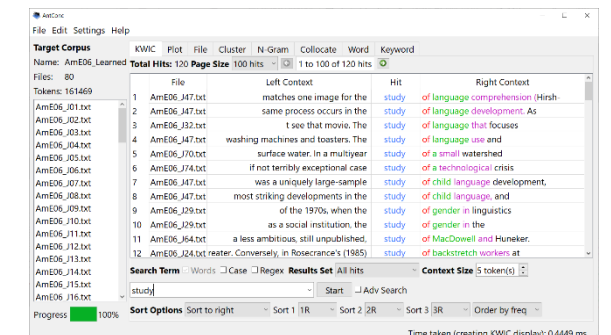 AntConc
File Edit Settings Help
Target Corpus
Name: AmE06_Learned
Files: 80
Tokens: 161469
AmE06_J01.txt
AmE06_J02.txt
AmE06_J03.txt
AmE06_J04.txt
AmE06_J05.txt
AmE06_J06.txt
AmE06_J07.txt
AmE06_J08.txt
AmE06_J09.txt
AmE06_J10.txt
AmE06_J11.txt
AmE06_J12.txt
AmE06_J13.txt
AmE06_J14.txt
AmE06_J15.txt
AmE06_J16.txt
Progress 100%
KWIC Plot File Cluster N-Gram Collocate Word Keyword
Total Hits: 120 Page Size 100 hits 1 to 100 of 120 hits
File Left Context Hit Right Context
1 AmE06_J47.txt matches one image for the study of language comprehension (Hirsh-
2 AmE06_J47.txt same process occurs in the study of language development. As
3 AmE06_J32.txt t see that movie. The study of language that focuses
4 AmE06_J47.txt washing machines and toasters. The study of language use and
5 AmE06_J70.txt surface water. In a multiyear study of a small watershed
6 AmE06_J74.txt if not terribly exceptional case study of a technological crisis
7 AmE06_J47.txt was a uniquely large-sample study of child language development,
8 AmE06_J47.txt most striking developments in the study of child language, and
9 AmE06_J29.txt of the 1970s, when the study of gender in linguistics
10 AmE06_J29.txt as a social institution, the study of gender in the
11 AmE06_J64.txt a less ambitious, still unpublished, study of MacDowell and Huneker.
12 AmE06_J24.txt reater. Conversely, in Rosecrance's (1985) study of backstretch workers at
Search Term Words Case Regex Results Set All hits Context Size 5 token(s)
study Start Adv Search
Sort Options Sort to right Sort 1 1R Sort 2 2R Sort 3 3R Order by freq
Time taken (creating KWIC display): 0.4449 ms